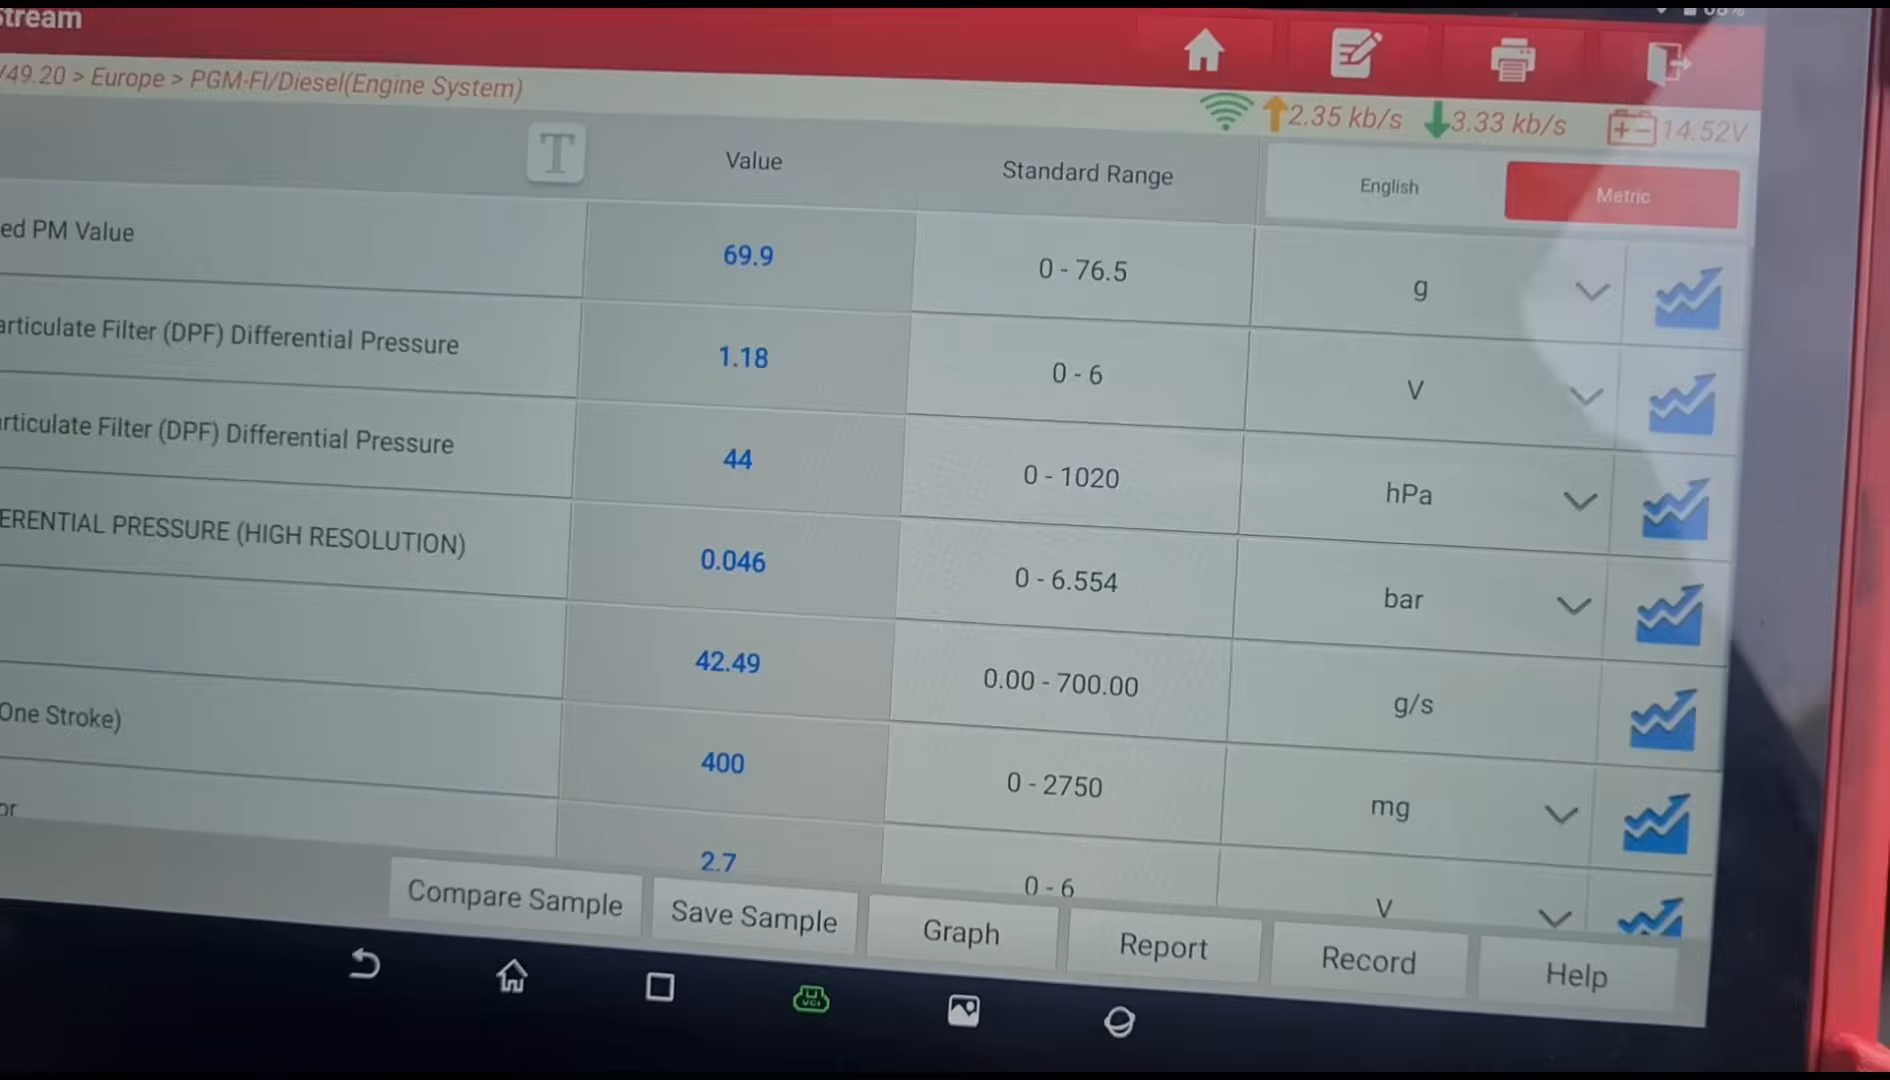 Stream
/49.20 > Europe > PGM-FI/Diesel(Engine System)
2.35 kb/s 3.33 kb/s 14.52V
T Value Standard Range English Metric
ed PM Value 69.9 0 - 76.5 g
articulate Filter (DPF) Differential Pressure 1.18 0 - 6 V
rticulate Filter (DPF) Differential Pressure 44 0 - 1020 hPa
ERENTIAL PRESSURE (HIGH RESOLUTION) 0.046 0 - 6.554 bar
42.49 0.00 - 700.00 g/s
One Stroke) 400 0 - 2750 mg
or 2.7 0 - 6 V
Compare Sample Save Sample Graph Report Record Help
VCI